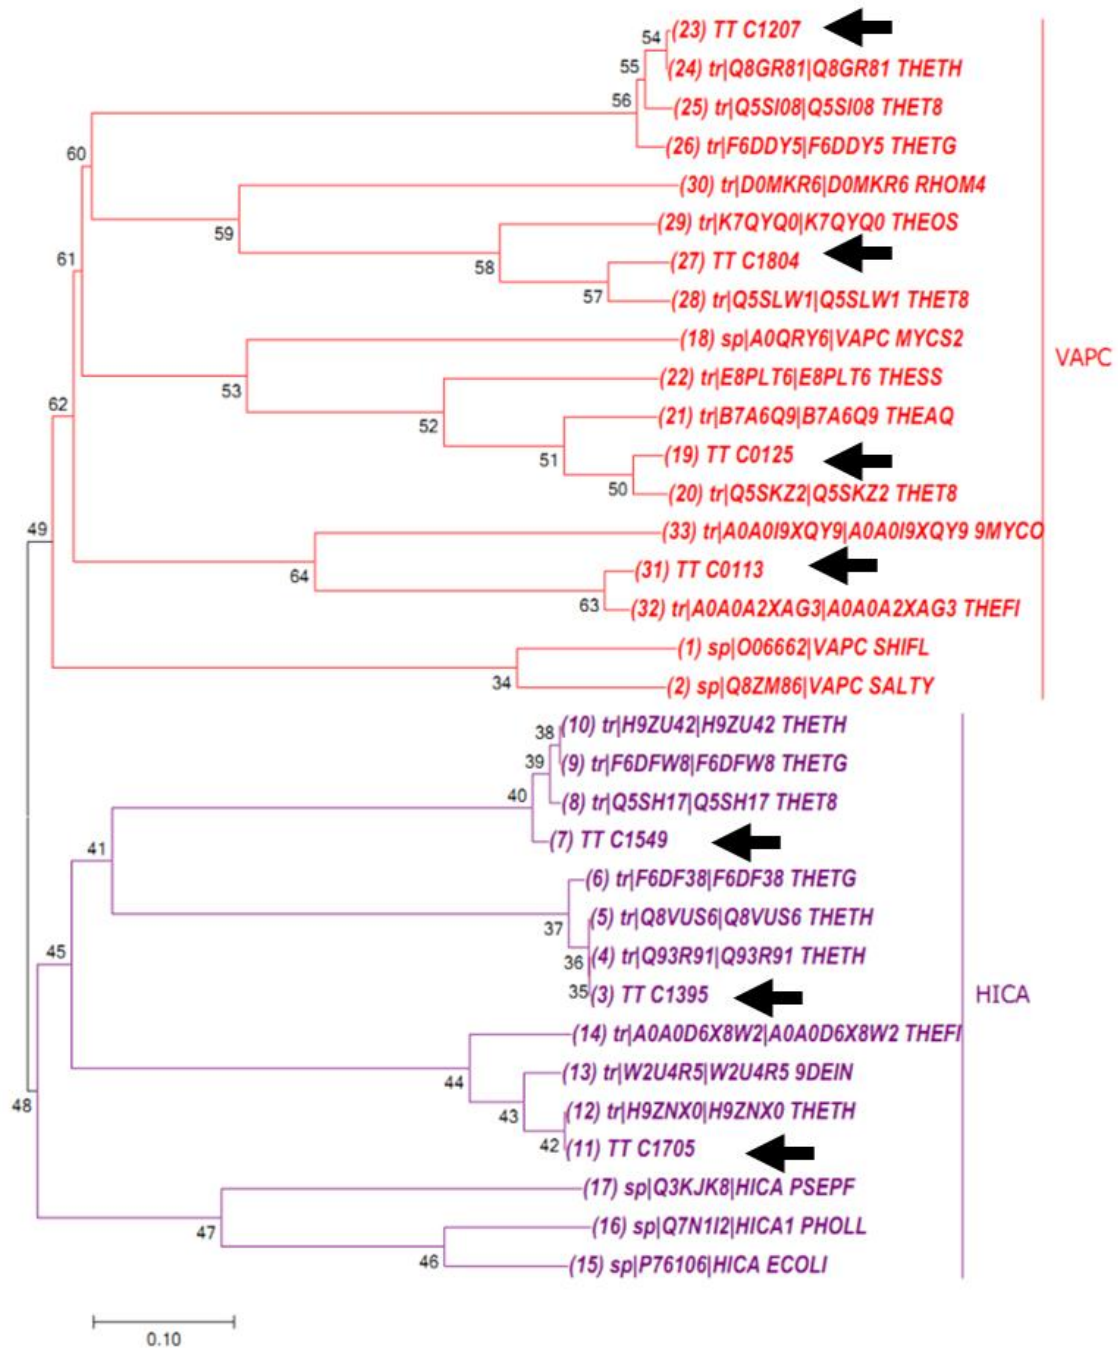 54
(23) TT C1207
(24) tr|Q8GR81|Q8GR81 THETH
55
56
(25) tr|Q5SI08|Q5SI08 THET8
(26) tr|F6DDY5|F6DDY5 THETG
60
(30) tr|D0MKR6|D0MKR6 RHOM4
59
(29) tr|K7QYQ0|K7QYQ0 THEOS
61
58
(27) TT C1804
57
(28) tr|Q5SLW1|Q5SLW1 THET8
(18) sp|A0QRY6|VAPC MYCS2
VAPC
53
(22) tr|E8PLT6|E8PLT6 THESS
62
52
(21) tr|B7A6Q9|B7A6Q9 THEAQ
51
(19) TT C0125
50
(20) tr|Q5SKZ2|Q5SKZ2 THET8
49
(33) tr|A0A0I9XQY9|A0A0I9XQY9 9MYCO
64
(31) TT C0113
63
(32) tr|A0A0A2XAG3|A0A0A2XAG3 THEFI
(1) sp|O06662|VAPC SHIFL
34
(2) sp|Q8ZM86|VAPC SALTY
38
(10) tr|H9ZU42|H9ZU42 THETH
39
(9) tr|F6DFW8|F6DFW8 THETG
40
(8) tr|Q5SH17|Q5SH17 THET8
41
(7) TT C1549
(6) tr|F6DF38|F6DF38 THETG
37
(5) tr|Q8VUS6|Q8VUS6 THETH
45
36
(4) tr|Q93R91|Q93R91 THETH
35
(3) TT C1395
HICA
(14) tr|A0A0D6X8W2|A0A0D6X8W2 THEFI
44
(13) tr|W2U4R5|W2U4R5 9DEIN
48
43
(12) tr|H9ZNX0|H9ZNX0 THETH
42
(11) TT C1705
(17) sp|Q3KJK8|HICA PSEPF
47
(16) sp|Q7N1I2|HICA1 PHOLL
46
(15) sp|P76106|HICA ECOLI
0.10